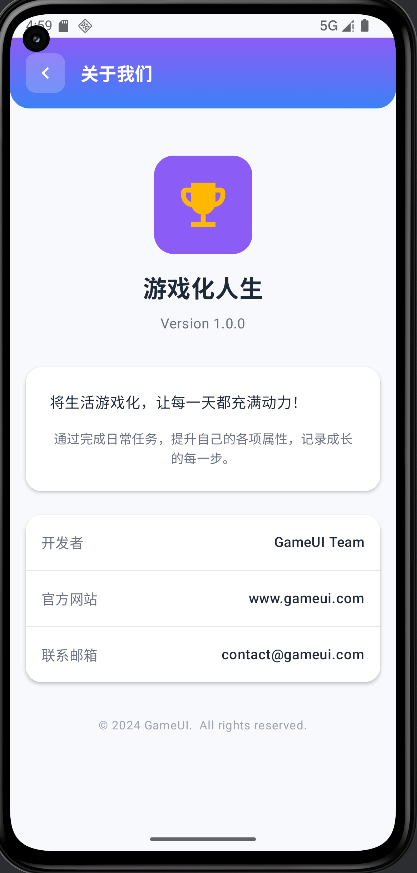 4:59 5G
关于我们
游戏化人生
Version 1.0.0
将生活游戏化，让每一天都充满动力！
通过完成日常任务，提升自己的各项属性，记录成长
的每一步。
开发者 GameUI Team
官方网站 www.gameui.com
联系邮箱 contact@gameui.com
© 2024 GameUI. All rights reserved.